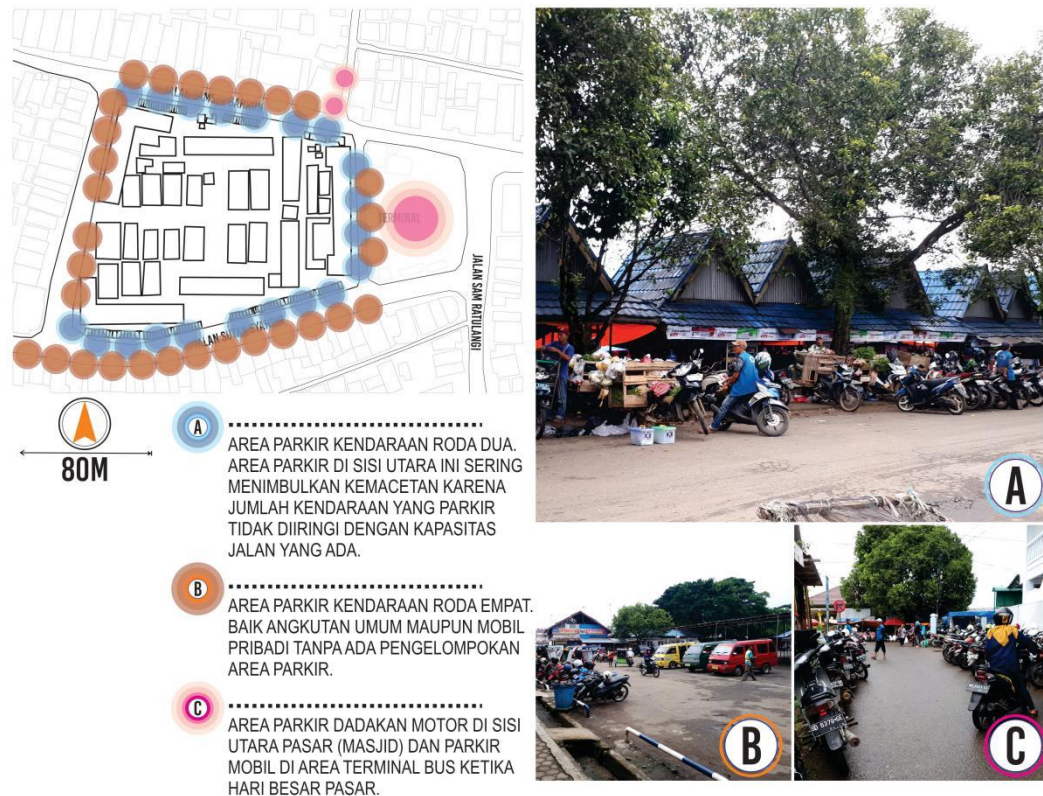 TERMINAL
JALAN SAM RATULANGI
80M
A
AREA PARKIR KENDARAAN RODA DUA.
AREA PARKIR DI SISI UTARA INI SERING
MENIMBULKAN KEMACETAN KARENA
JUMLAH KENDARAAN YANG PARKIR
TIDAK DIIRINGI DENGAN KAPASITAS
JALAN YANG ADA.
B
AREA PARKIR KENDARAAN RODA EMPAT.
BAIK ANGKUTAN UMUM MAUPUN MOBIL
PRIBADI TANPA ADA PENGELOMPOKAN
AREA PARKIR.
C
AREA PARKIR DADAKAN MOTOR DI SISI
UTARA PASAR (MASJID) DAN PARKIR
MOBIL DI AREA TERMINAL BUS KETIKA
HARI BESAR PASAR.
A
B
C